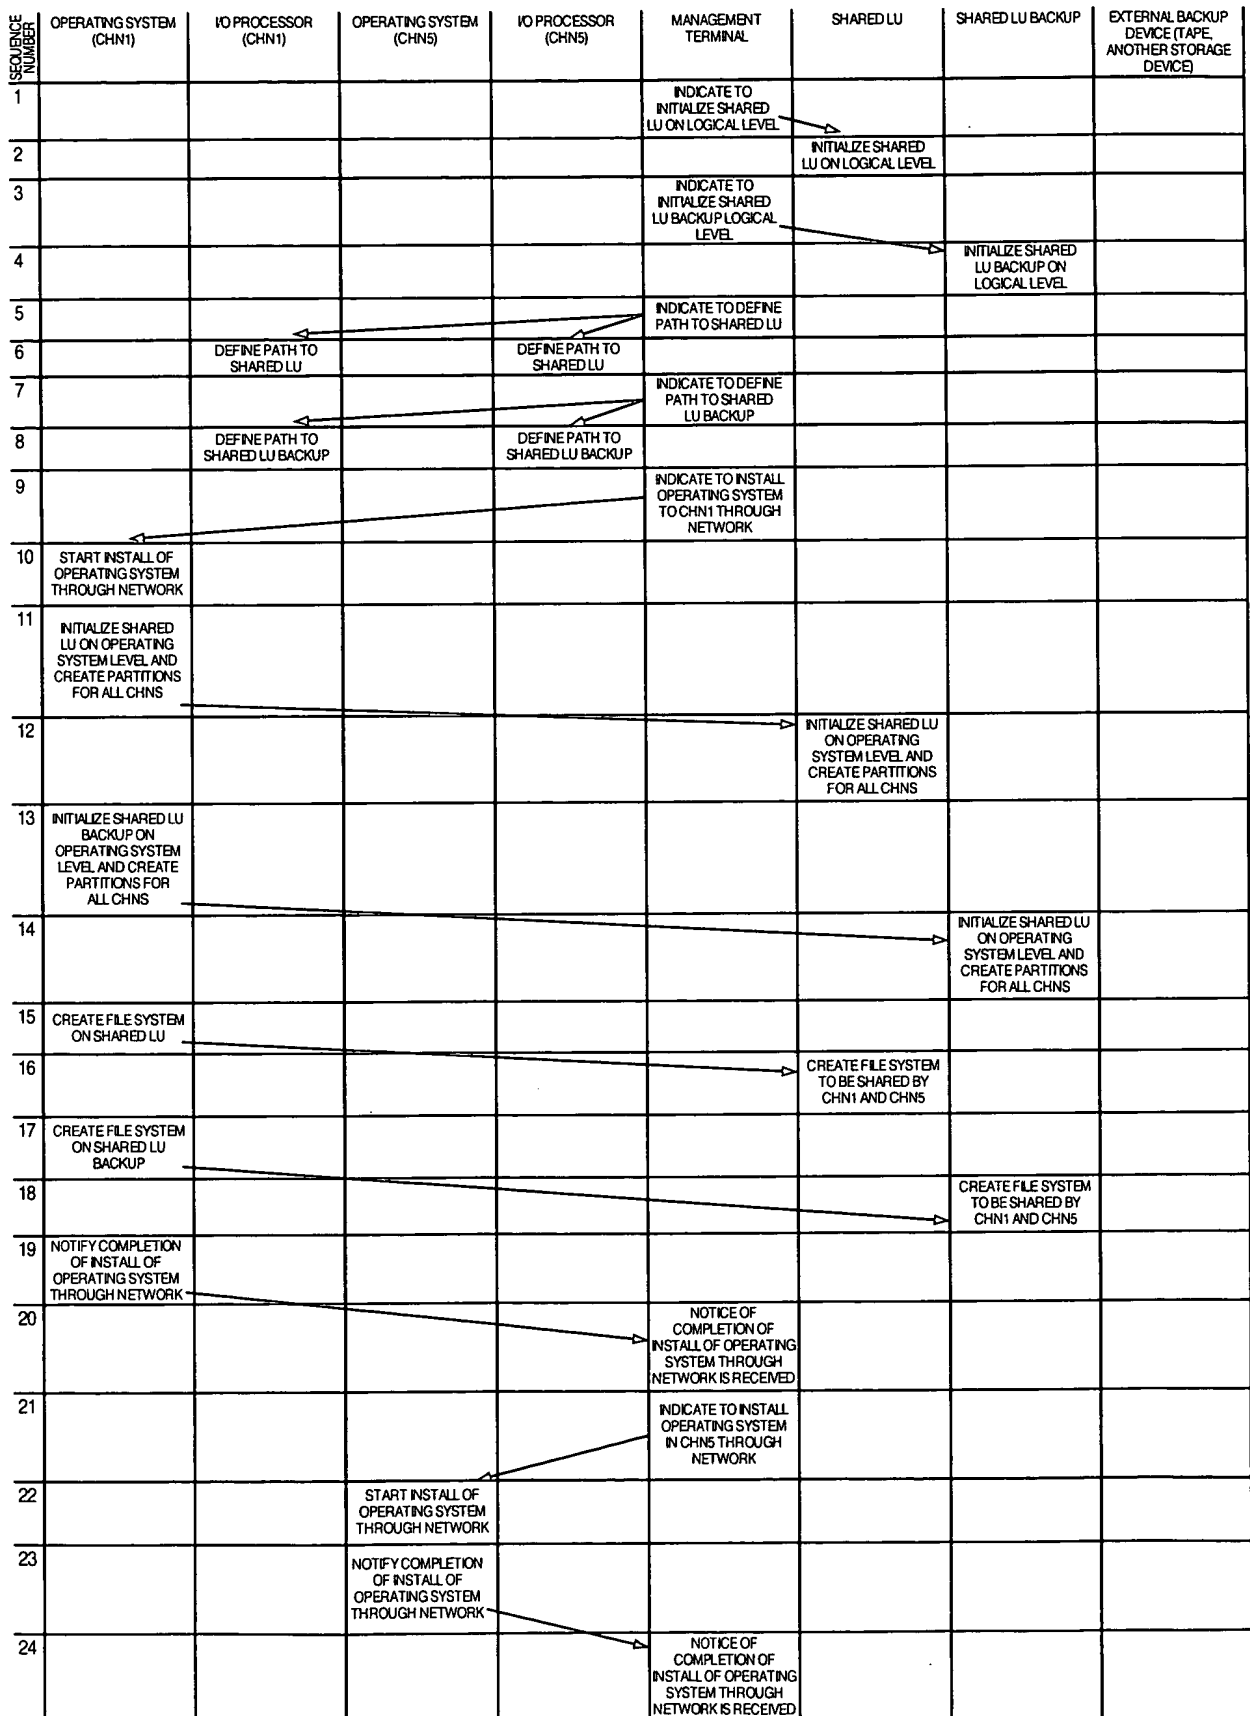 SEQUENCE
NUMBER
OPERATING SYSTEM
(CHN1)
I/O PROCESSOR
(CHN1)
OPERATING SYSTEM
(CHN5)
I/O PROCESSOR
(CHN5)
MANAGEMENT
TERMINAL
SHARED LU
SHARED LU BACKUP
EXTERNAL BACKUP
DEVICE (TAPE,
ANOTHER STORAGE
DEVICE)
1
INDICATE TO
INITIALIZE SHARED
LU ON LOGICAL LEVEL
2
INITIALIZE SHARED
LU ON LOGICAL LEVEL
3
INDICATE TO
INITIALIZE SHARED
LU BACKUP LOGICAL
LEVEL
4
INITIALIZE SHARED
LU BACKUP ON
LOGICAL LEVEL
5
INDICATE TO DEFINE
PATH TO SHARED LU
6
DEFINE PATH TO
SHARED LU
DEFINE PATH TO
SHARED LU
7
INDICATE TO DEFINE
PATH TO SHARED
LU BACKUP
8
DEFINE PATH TO
SHARED LU BACKUP
DEFINE PATH TO
SHARED LU BACKUP
9
INDICATE TO INSTALL
OPERATING SYSTEM
TO CHN1 THROUGH
NETWORK
10
START INSTALL OF
OPERATING SYSTEM
THROUGH NETWORK
11
INITIALIZE SHARED
LU ON OPERATING
SYSTEM LEVEL AND
CREATE PARTITIONS
FOR ALL CHNS
12
INITIALIZE SHARED LU
ON OPERATING
SYSTEM LEVEL AND
CREATE PARTITIONS
FOR ALL CHNS
13
INITIALIZE SHARED LU
BACKUP ON
OPERATING SYSTEM
LEVEL AND CREATE
PARTITIONS FOR
ALL CHNS
14
INITIALIZE SHARED LU
ON OPERATING
SYSTEM LEVEL AND
CREATE PARTITIONS
FOR ALL CHNS
15
CREATE FILE SYSTEM
ON SHARED LU
16
CREATE FILE SYSTEM
TO BE SHARED BY
CHN1 AND CHN5
17
CREATE FILE SYSTEM
ON SHARED LU
BACKUP
18
CREATE FILE SYSTEM
TO BE SHARED BY
CHN1 AND CHN5
19
NOTIFY COMPLETION
OF INSTALL OF
OPERATING SYSTEM
THROUGH NETWORK
20
NOTICE OF
COMPLETION OF
INSTALL OF OPERATING
SYSTEM THROUGH
NETWORK IS RECEIVED
21
INDICATE TO INSTALL
OPERATING SYSTEM
IN CHN5 THROUGH
NETWORK
22
START INSTALL OF
OPERATING SYSTEM
THROUGH NETWORK
23
NOTIFY COMPLETION
OF INSTALL OF
OPERATING SYSTEM
THROUGH NETWORK
24
NOTICE OF
COMPLETION OF
INSTALL OF OPERATING
SYSTEM THROUGH
NETWORK IS RECEIVED